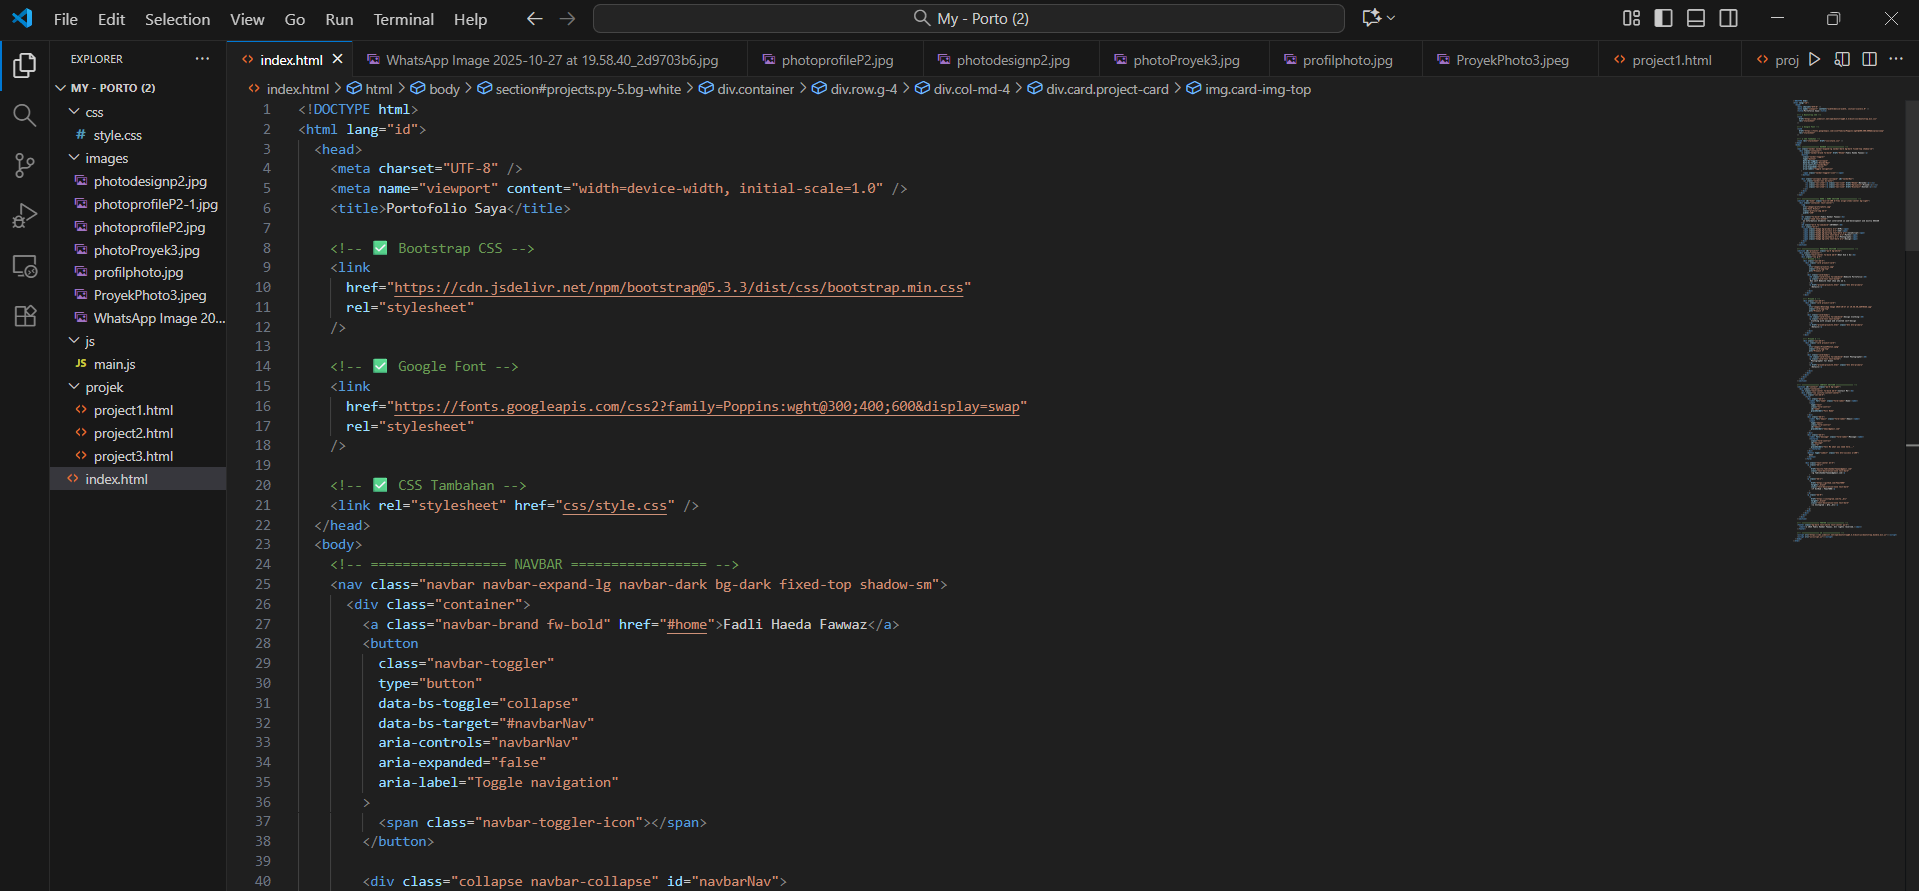 File Edit Selection View Go Run Terminal Help
My - Porto (2)
EXPLORER
MY - PORTO (2)
css
# style.css
images
photodesignp2.jpg
photoprofileP2-1.jpg
photoprofileP2.jpg
photoProyek3.jpg
profilphoto.jpg
ProyekPhoto3.jpeg
WhatsApp Image 20...
js
JS main.js
projek
project1.html
project2.html
project3.html
index.html
index.html WhatsApp Image 2025-10-27 at 19.58.40_2d9703b6.jpg photoprofileP2.jpg photodesignp2.jpg photoProyek3.jpg profilphoto.jpg ProyekPhoto3.jpeg project1.html proj
index.html > html > body > section#projects.py-5.bg-white > div.container > div.row.g-4 > div.col-md-4 > div.card.project-card > img.card-img-top
1 <!DOCTYPE html>
2 <html lang="id">
3 <head>
4 <meta charset="UTF-8" />
5 <meta name="viewport" content="width=device-width, initial-scale=1.0" />
6 <title>Portofolio Saya</title>
7
8 <!-- ✅ Bootstrap CSS -->
9 <link
10 href="https://cdn.jsdelivr.net/npm/bootstrap@5.3.3/dist/css/bootstrap.min.css"
11 rel="stylesheet"
12 />
13
14 <!-- ✅ Google Font -->
15 <link
16 href="https://fonts.googleapis.com/css2?family=Poppins:wght@300;400;600&display=swap"
17 rel="stylesheet"
18 />
19
20 <!-- ✅ CSS Tambahan -->
21 <link rel="stylesheet" href="css/style.css" />
22 </head>
23 <body>
24 <!-- ================= NAVBAR ================= -->
25 <nav class="navbar navbar-expand-lg navbar-dark bg-dark fixed-top shadow-sm">
26 <div class="container">
27 <a class="navbar-brand fw-bold" href="#home">Fadli Haeda Fawwaz</a>
28 <button
29 class="navbar-toggler"
30 type="button"
31 data-bs-toggle="collapse"
32 data-bs-target="#navbarNav"
33 aria-controls="navbarNav"
34 aria-expanded="false"
35 aria-label="Toggle navigation"
36 >
37 <span class="navbar-toggler-icon"></span>
38 </button>
39
40 <div class="collapse navbar-collapse" id="navbarNav">